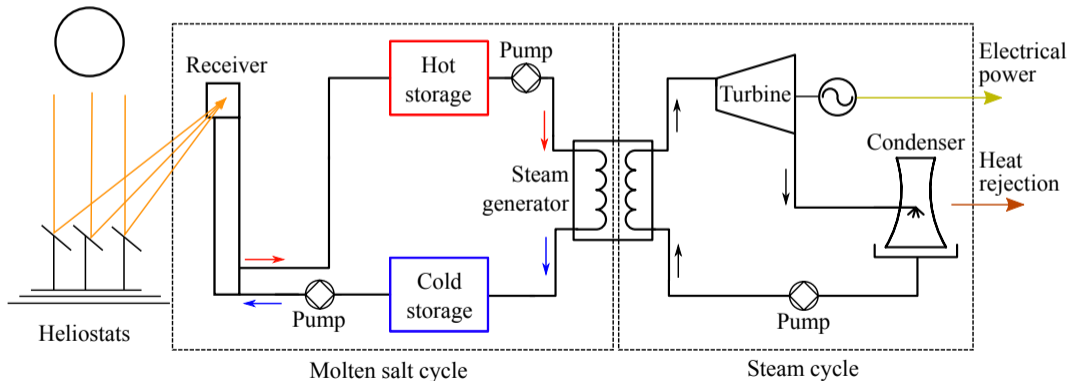 Receiver
Hot
storage
Pump
Steam
generator
Cold
storage
Pump
Heliostats
Molten salt cycle
Turbine
Electrical
power
Condenser
Heat
rejection
Pump
Steam cycle